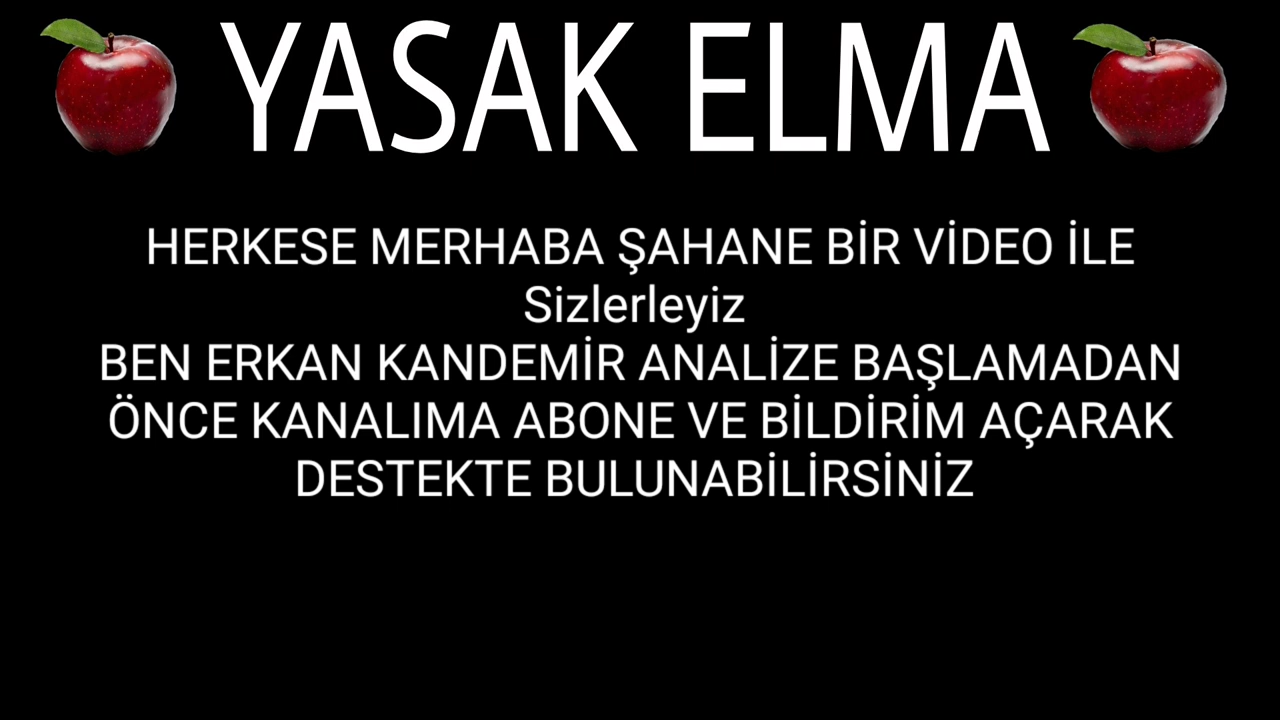 YASAK ELMA
HERKESE MERHABA ŞAHANE BİR VİDEO İLE
Sizlerleyiz
BEN ERKAN KANDEMİR ANALİZE BAŞLAMADAN
ÖNCE KANALIMA ABONE VE BİLDİRİM AÇARAK
DESTEKTE BULUNABİLİRSİNİZ